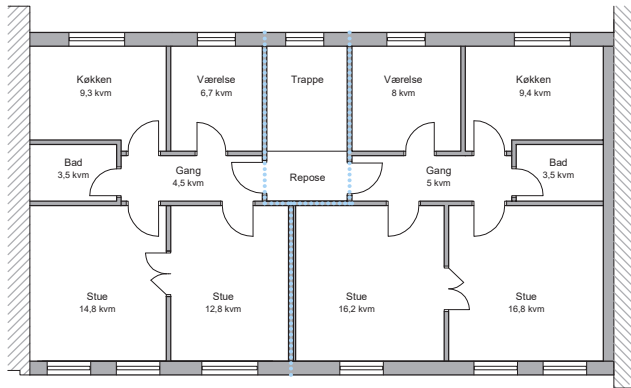 Køkken
9,3 kvm
Værelse
6,7 kvm
Trappe
Værelse
8 kvm
Køkken
9,4 kvm
Bad
3,5 kvm
Gang
4,5 kvm
Repose
Gang
5 kvm
Bad
3,5 kvm
Stue
14,8 kvm
Stue
12,8 kvm
Stue
16,2 kvm
Stue
16,8 kvm